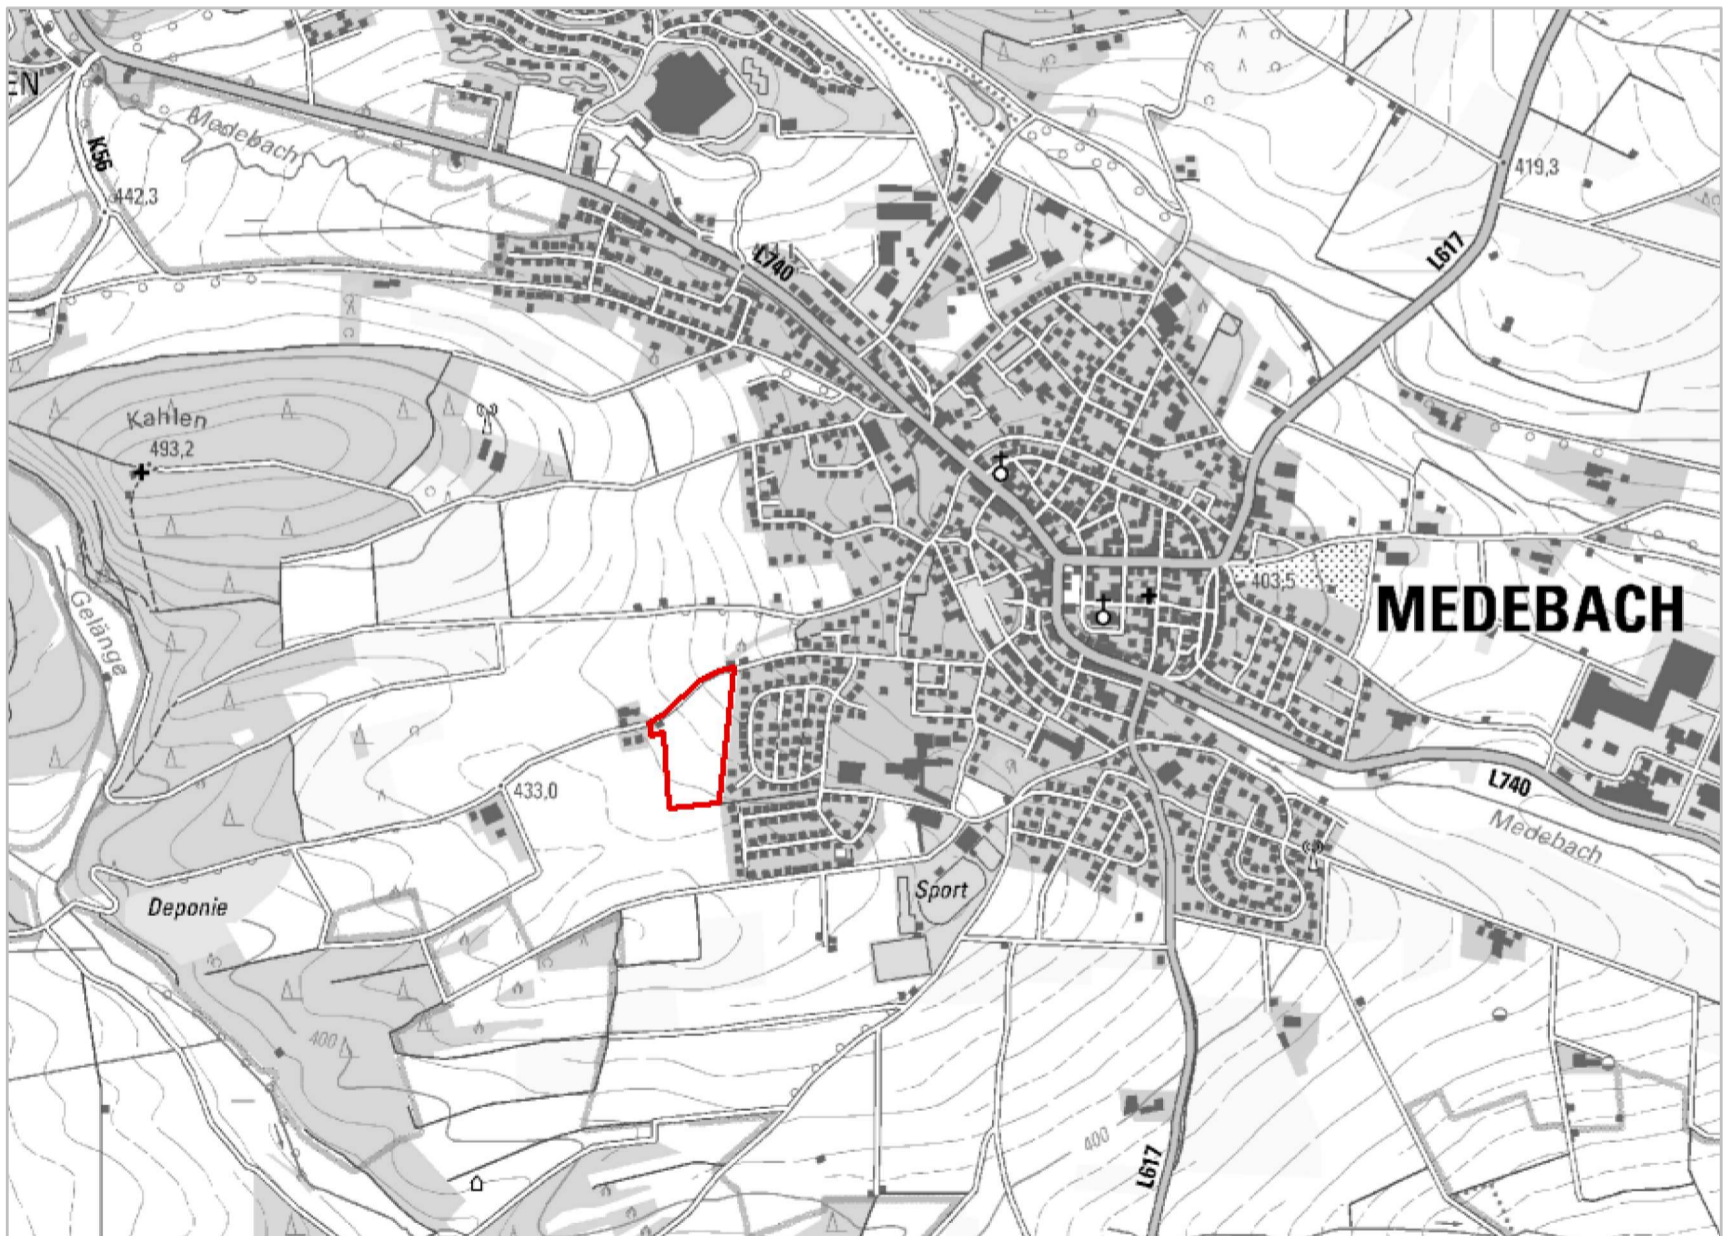 EN
Medebach
K56
442,3
419,3
L617
L740
Kahlen
493,2
403,5
MEDEBACH
Gelänge
433,0
L740
Medebach
Deponie
Sport
400
400
L617